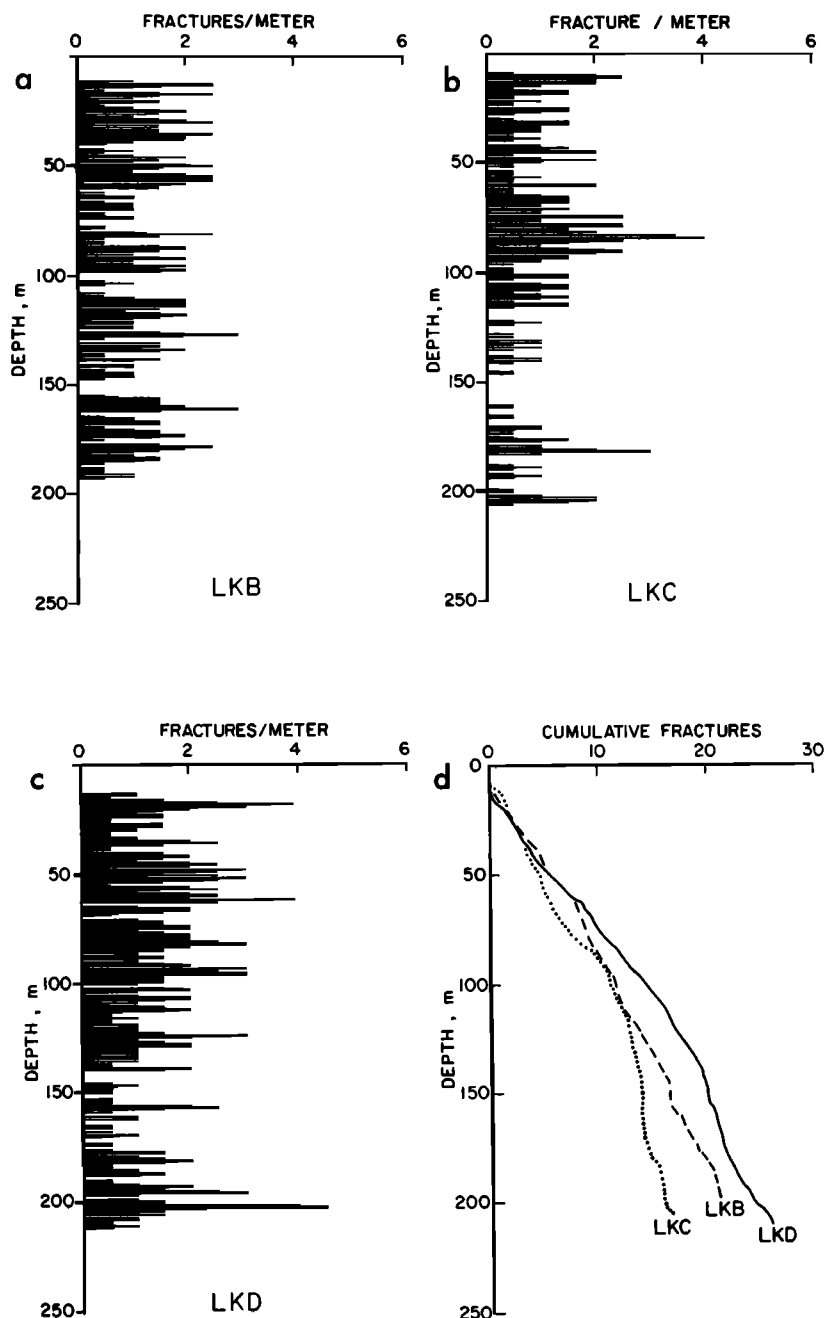 FRACTURES/METER
0 2 4 6
a
50
100
150
200
250
DEPTH, m
LKB
FRACTURE / METER
0 2 4 6
b
50
100
150
200
250
DEPTH, m
LKC
FRACTURES/METER
0 2 4 6
c
50
100
150
200
250
DEPTH, m
LKD
CUMULATIVE FRACTURES
0 10 20 30
d
0
50
100
150
200
250
DEPTH, m
LKC
LKB
LKD